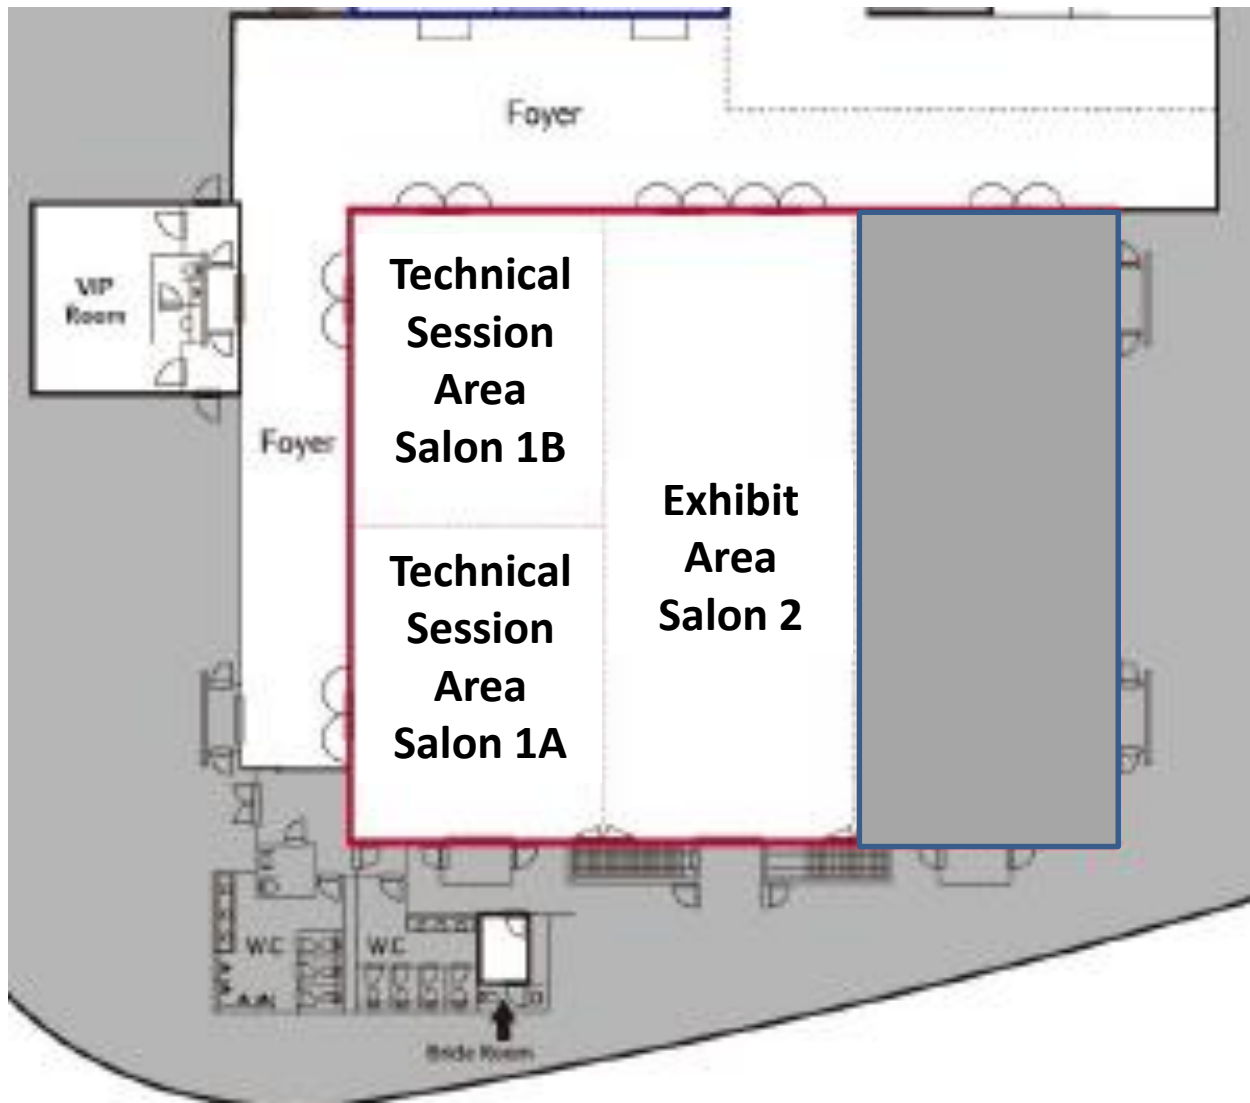 Foyer
VIP
Room
Foyer
Technical
Session
Area
Salon 1B
Technical
Session
Area
Salon 1A
Exhibit
Area
Salon 2
W.C
W.C
Bride Room